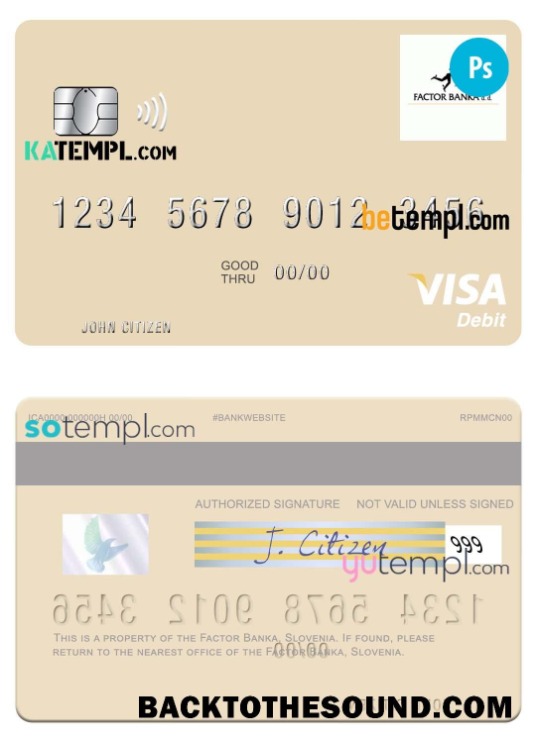 Ps
FACTOR BANKA
KATEMPL.COM
1234 5678 9012 3456
betempl.com
GOOD THRU 00/00
VISA
Debit
JOHN CITIZEN
ICA0000 000000H 00/00 #BANKWEBSITE RPMMCN00
sotempl.com
AUTHORIZED SIGNATURE NOT VALID UNLESS SIGNED
J. Citizen 999
yutempl.com
1234 5678 9012 3456
THIS IS A PROPERTY OF THE FACTOR BANKA, SLOVENIA. IF FOUND, PLEASE
RETURN TO THE NEAREST OFFICE OF THE FACTOR BANKA, SLOVENIA.
00/00
BACKTOTHESOUND.COM